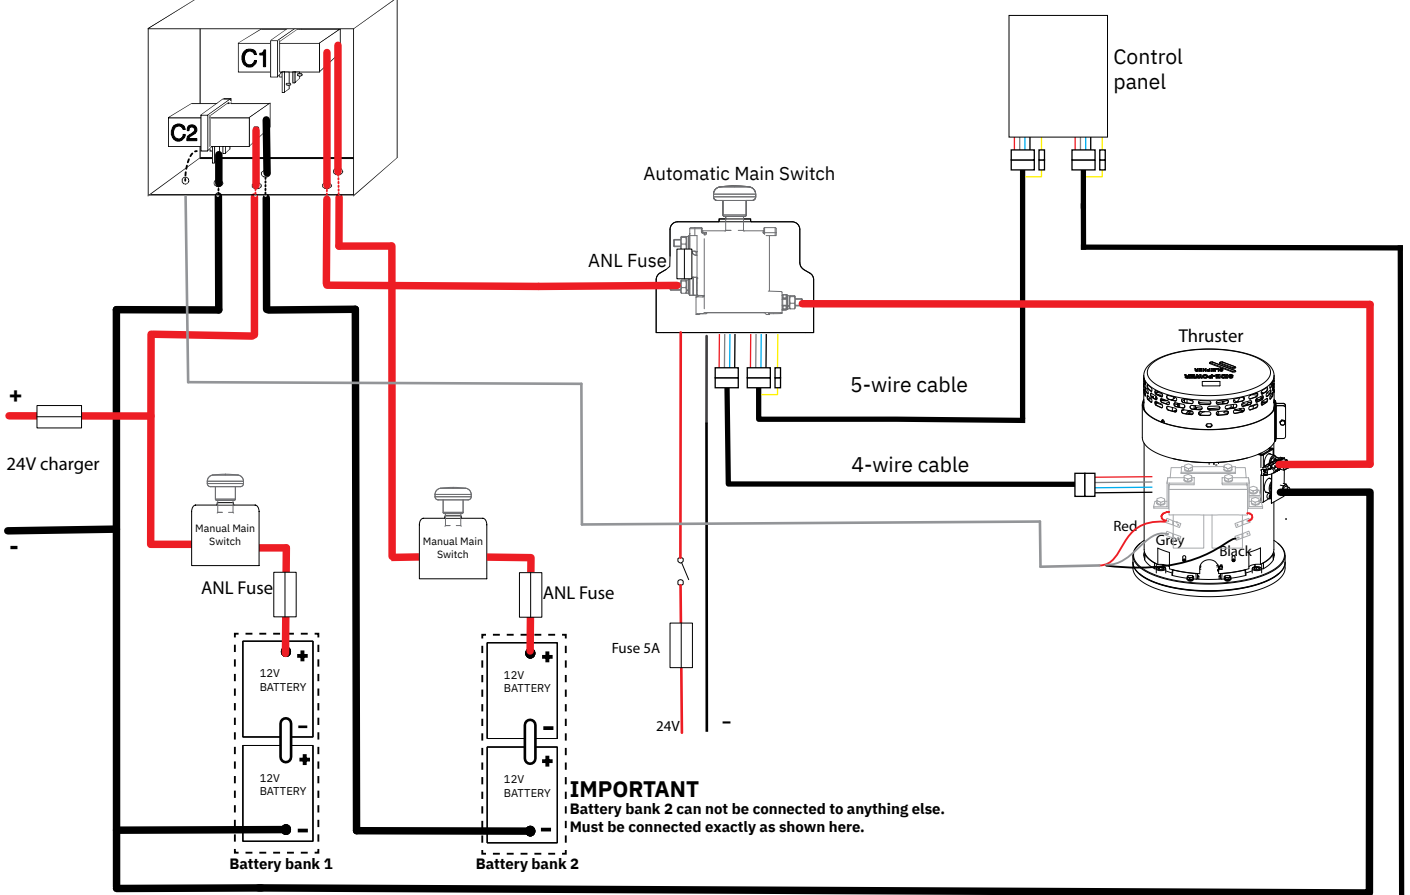 C1
C2
Control
panel
Automatic Main Switch
ANL Fuse
Thruster
+
24V charger
-
5-wire cable
4-wire cable
Manual Main
Switch
Manual Main
Switch
Red
Grey
Black
ANL Fuse
ANL Fuse
Fuse 5A
24V
–
+
12V
BATTERY
–
+
12V
BATTERY
–
+
12V
BATTERY
–
+
12V
BATTERY
–
IMPORTANT
Battery bank 2 can not be connected to anything else.
Must be connected exactly as shown here.
Battery bank 1
Battery bank 2